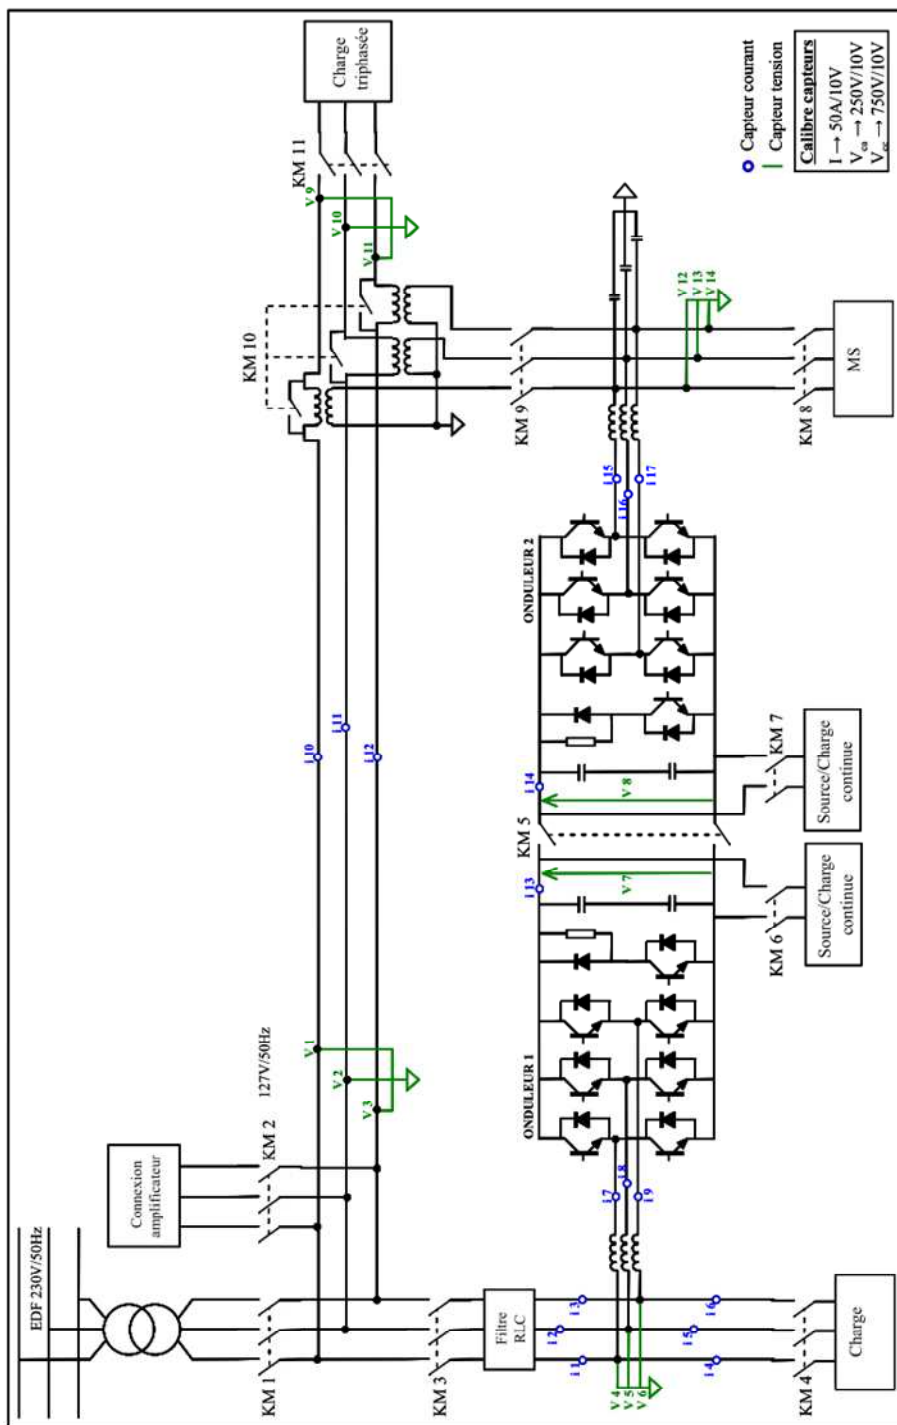 EDF 230V/50Hz
Connexion
amplificateur
KM 1
KM 2
127V/50Hz
V 1
V 2
V 3
i 10
i 11
i 12
KM 10
V 9
V 10
V 11
KM 11
Charge
triphasée
KM 3
Filtre
RLC
i 1
i 2
i 3
V 4
V 5
V 6
i 4
i 5
i 6
KM 4
Charge
i 7
i 8
i 9
ONDULEUR 1
i 13
V 7
KM 5
i 14
V 8
KM 6
Source/Charge
continue
KM 7
Source/Charge
continue
ONDULEUR 2
i 15
i 16
i 17
KM 9
V 12
V 13
V 14
KM 8
MS
Capteur courant
Capteur tension
Calibre capteurs
I → 50A/10V
Vca → 250V/10V
Vcc → 750V/10V